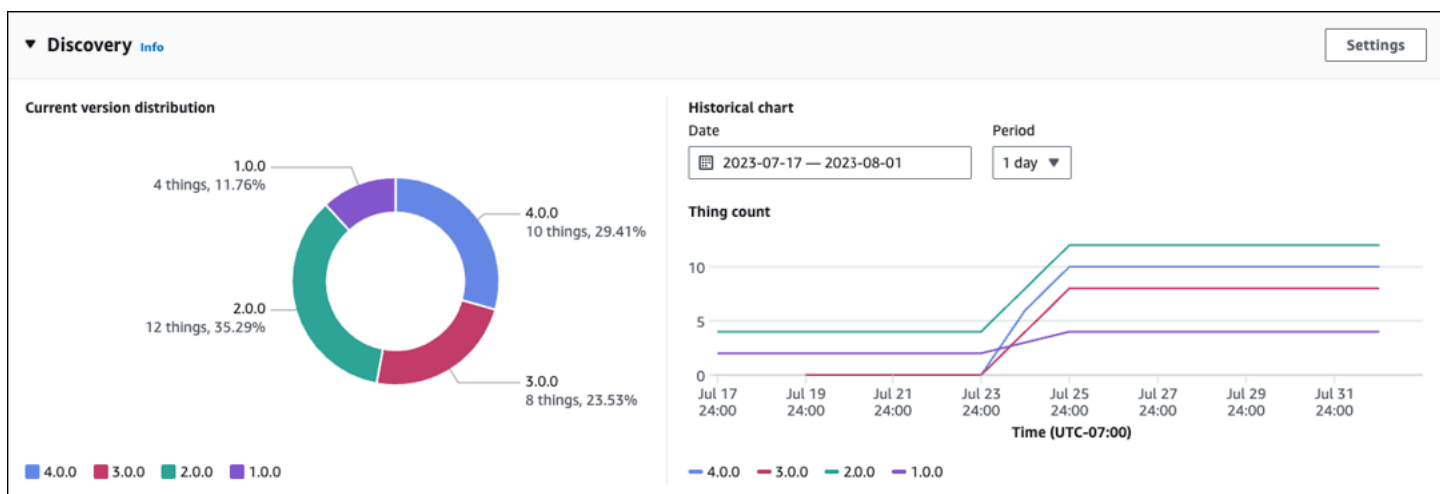 ▼ Discovery Info
Settings
Current version distribution
1.0.0
4 things, 11.76%
4.0.0
10 things, 29.41%
2.0.0
12 things, 35.29%
3.0.0
8 things, 23.53%
4.0.0 3.0.0 2.0.0 1.0.0
Historical chart
Date
2023-07-17 — 2023-08-01
Period
1 day ▼
Thing count
10
5
0
Jul 17 Jul 19 Jul 21 Jul 23 Jul 25 Jul 27 Jul 29 Jul 31
24:00 24:00 24:00 24:00 24:00 24:00 24:00 24:00
Time (UTC-07:00)
4.0.0 3.0.0 2.0.0 1.0.0